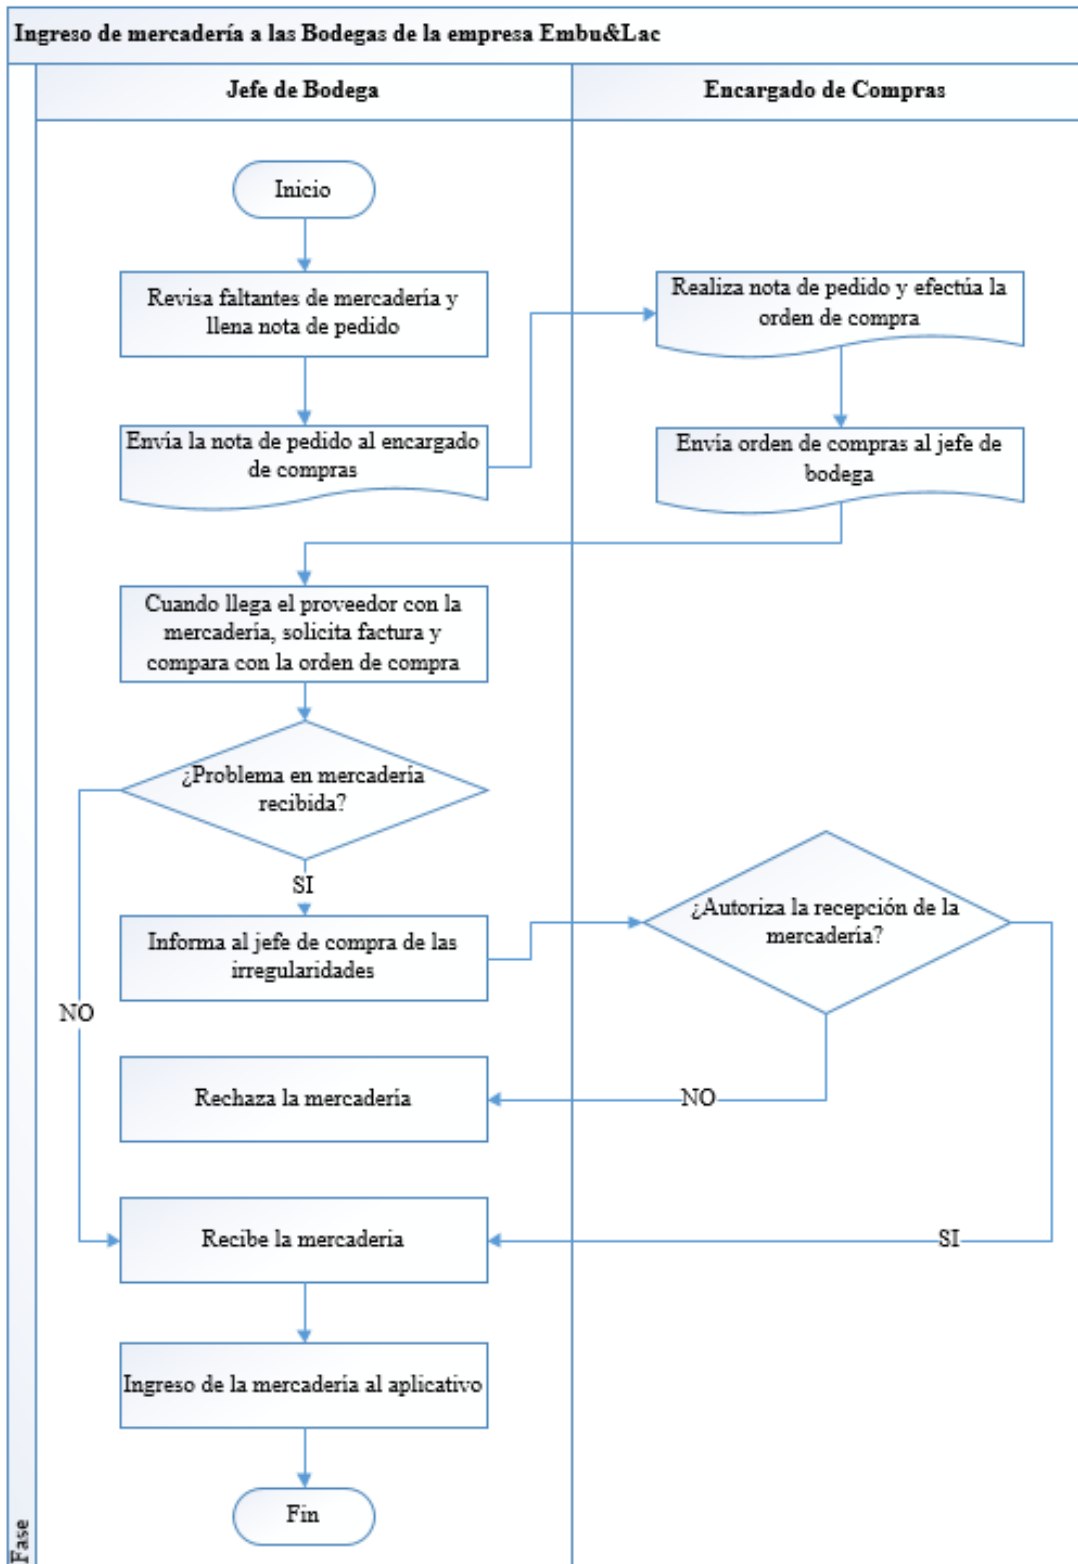 Ingreso de mercadería a las Bodegas de la empresa Embu&Lac
Jefe de Bodega
Encargado de Compras
Inicio
Revisa faltantes de mercadería y
llena nota de pedido
Realiza nota de pedido y efectúa la
orden de compra
Envía la nota de pedido al encargado
de compras
Envía orden de compras al jefe de
bodega
Cuando llega el proveedor con la
mercadería, solicita factura y
compara con la orden de compra
¿Problema en mercadería
recibida?
SI
¿Autoriza la recepción de la
mercadería?
Informa al jefe de compra de las
irregularidades
NO
Rechaza la mercadería
NO
Recibe la mercaderia
SI
Ingreso de la mercadería al aplicativo
Fin
Fase